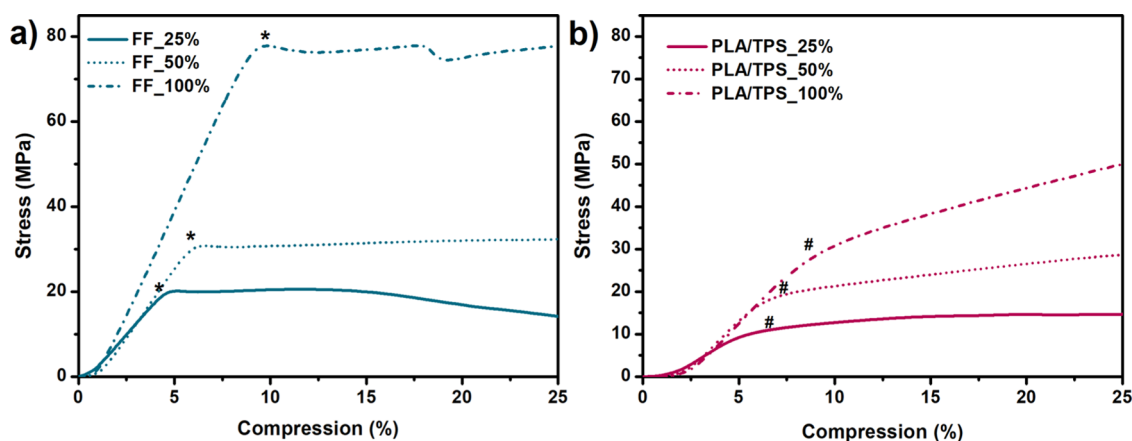 a)
FF_25%
FF_50%
FF_100%
Stress (MPa)
80
60
40
20
0
0 5 10 15 20 25
Compression (%)
*
*
*
b)
PLA/TPS_25%
PLA/TPS_50%
PLA/TPS_100%
Stress (MPa)
80
70
60
50
40
30
20
10
0
0 5 10 15 20 25
Compression (%)
#
#
#